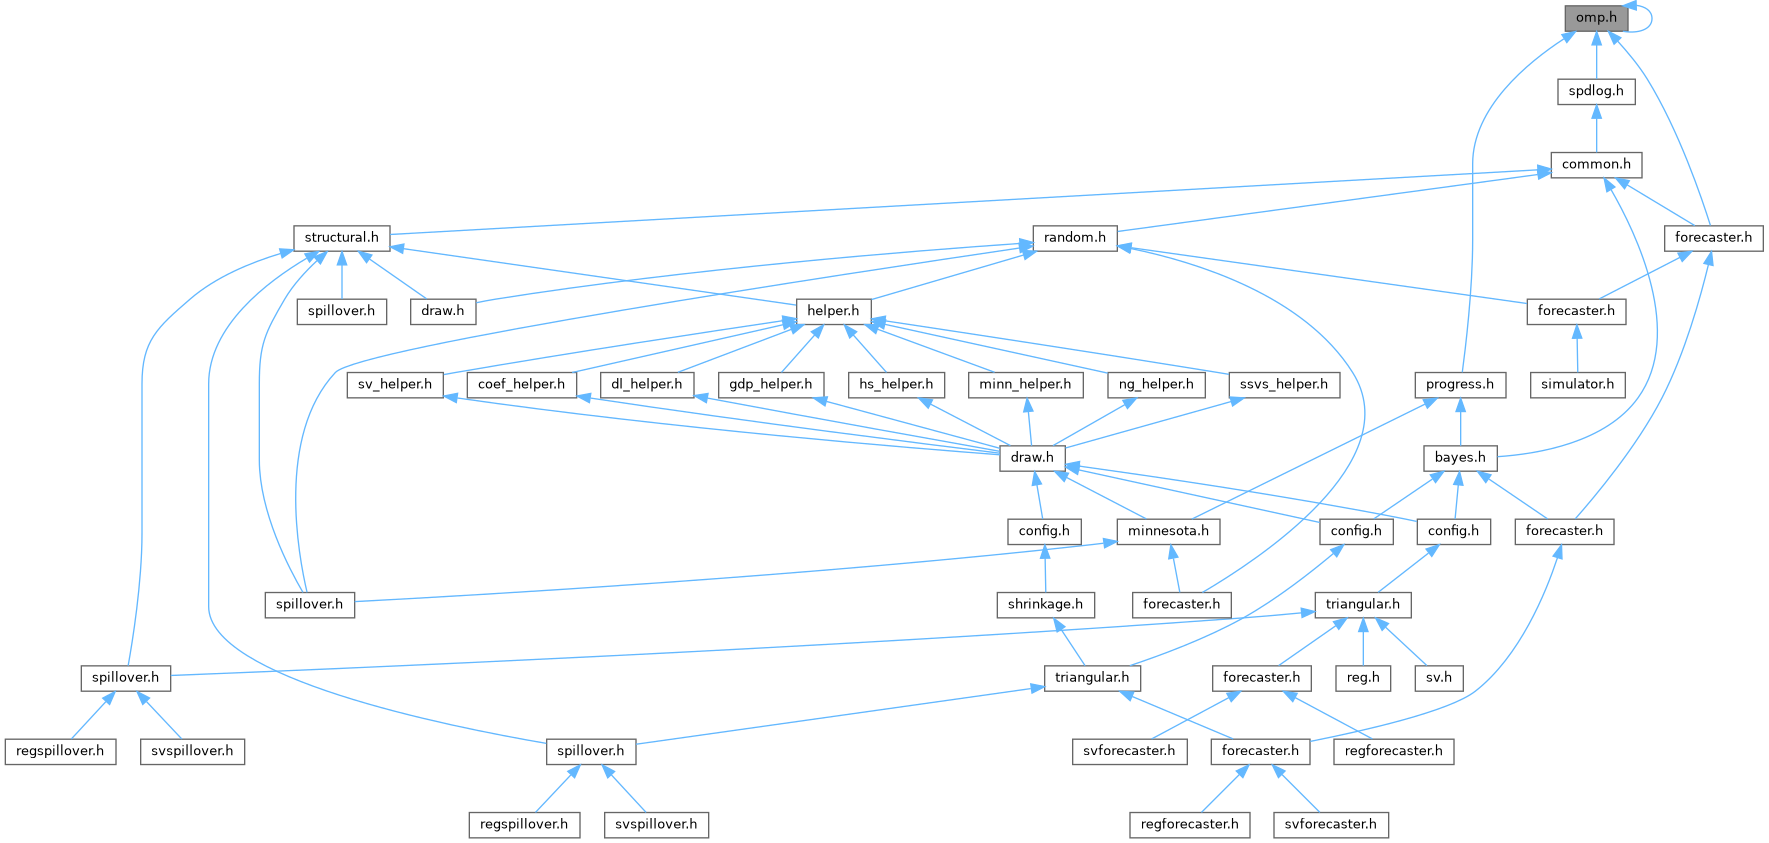 omp.h
spdlog.h
common.h
structural.h
random.h
forecaster.h
spillover.h
draw.h
helper.h
forecaster.h
sv_helper.h
coef_helper.h
dl_helper.h
gdp_helper.h
hs_helper.h
minn_helper.h
ng_helper.h
ssvs_helper.h
progress.h
simulator.h
draw.h
bayes.h
config.h
minnesota.h
config.h
config.h
forecaster.h
spillover.h
shrinkage.h
forecaster.h
triangular.h
spillover.h
triangular.h
forecaster.h
reg.h
sv.h
regspillover.h
svspillover.h
spillover.h
svforecaster.h
forecaster.h
regforecaster.h
regspillover.h
svspillover.h
regforecaster.h
svforecaster.h